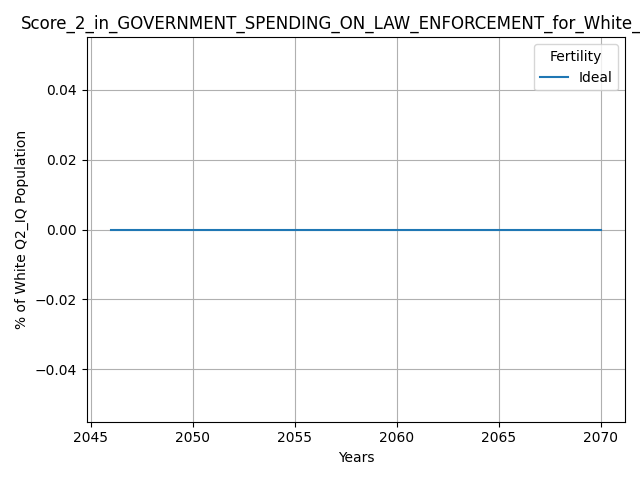 Score_2_in_GOVERNMENT_SPENDING_ON_LAW_ENFORCEMENT_for_White_
Fertility
Ideal
0.04
0.02
0.00
−0.02
−0.04
% of White Q2_IQ Population
2045 2050 2055 2060 2065 2070
Years